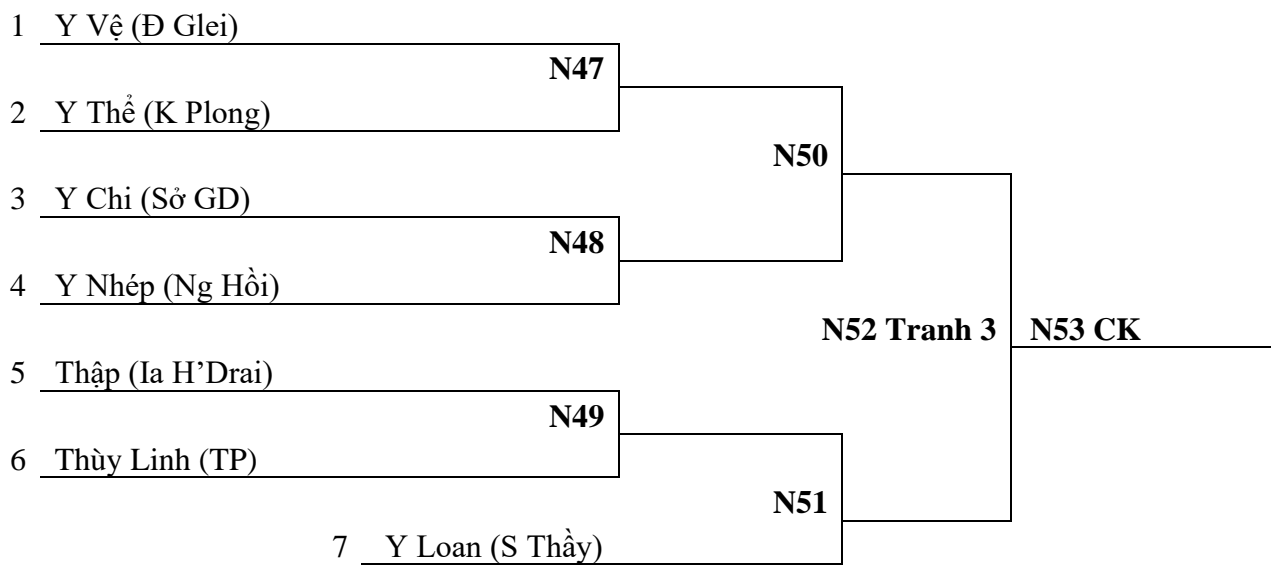 1 Y Vệ (Đ Glei)
N47
2 Y Thể (K Plong)
N50
3 Y Chi (Sở GD)
N48
4 Y Nhép (Ng Hồi)
N52 Tranh 3 N53 CK
5 Thập (Ia H’Drai)
N49
6 Thùy Linh (TP)
N51
7 Y Loan (S Thầy)